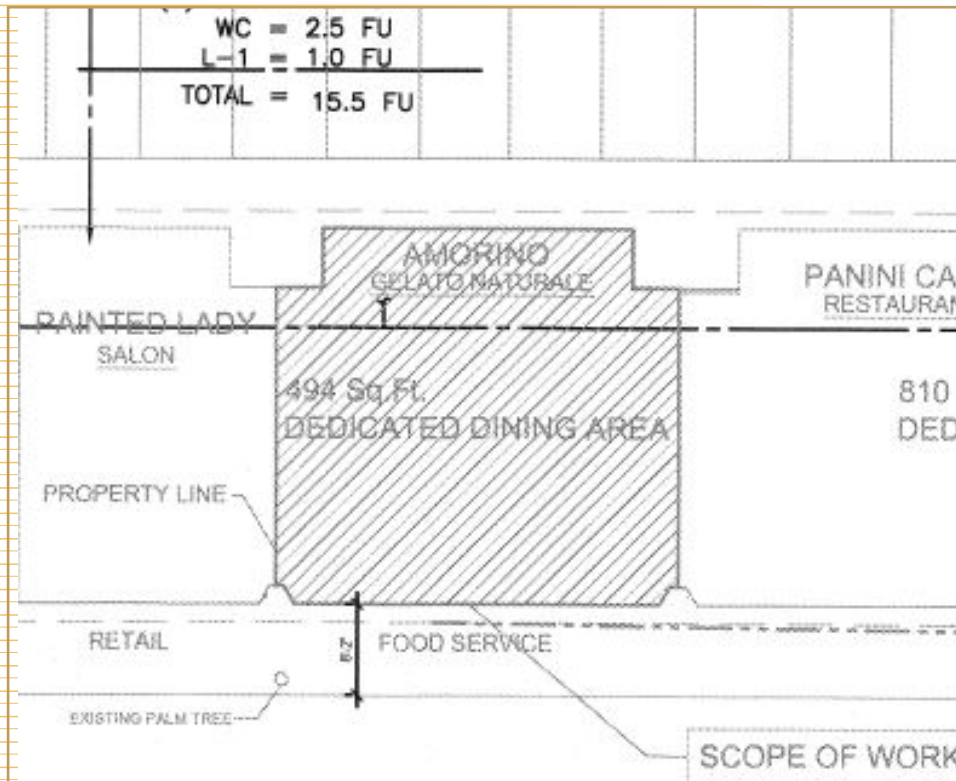 WC = 2.5 FU
L-1 = 1.0 FU
TOTAL = 15.5 FU
AMORINO
GELATO NATURALE
PANINI CA
RESTAURAN
PAINTED LADY
SALON
494 Sq.Ft.
DEDICATED DINING AREA
810
DED
PROPERTY LINE
RETAIL
FOOD SERVICE
EXISTING PALM TREE
SCOPE OF WORK